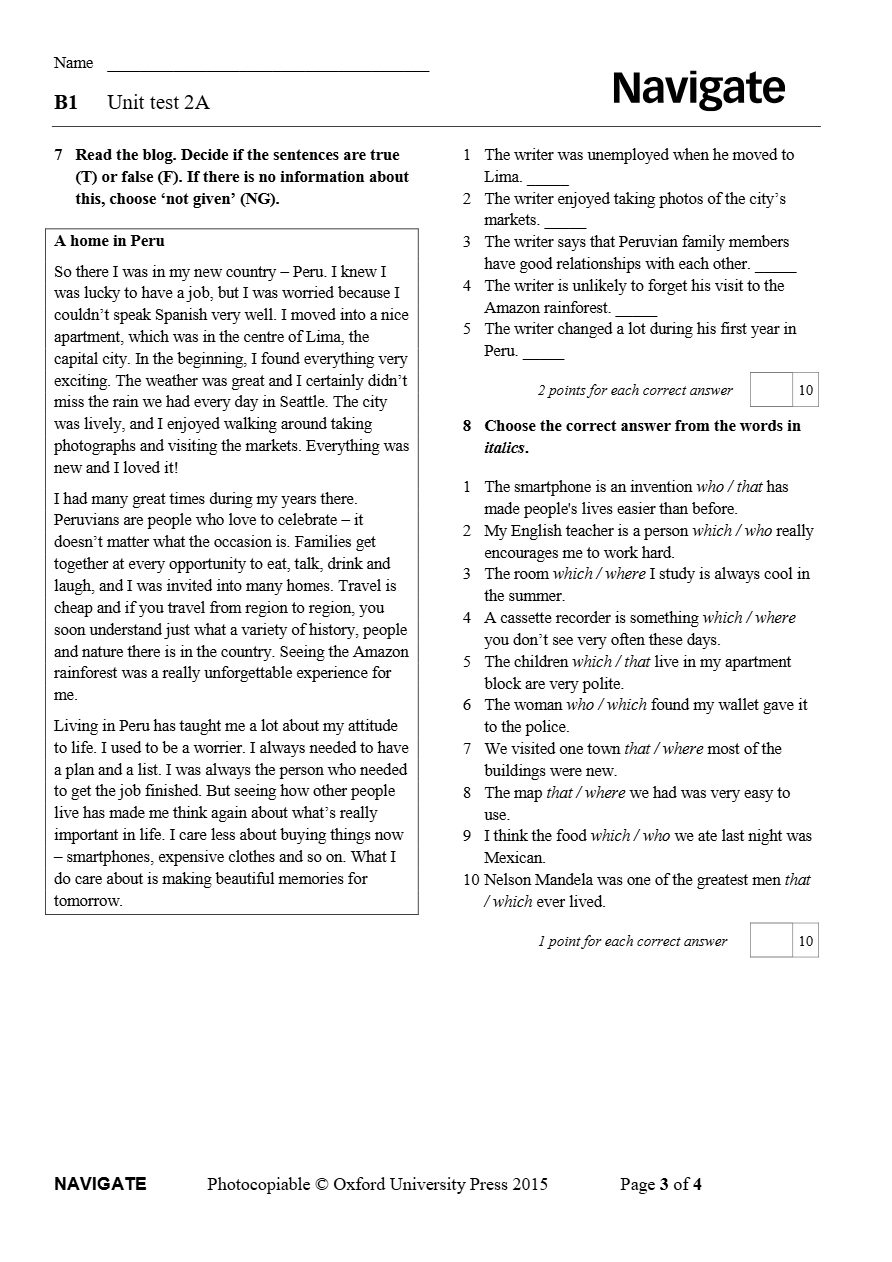 Name
Navigate
B1 Unit test 2A
7 Read the blog. Decide if the sentences are true
(T) or false (F). If there is no information about
this, choose ‘not given’ (NG).
A home in Peru
So there I was in my new country – Peru. I knew I
was lucky to have a job, but I was worried because I
couldn’t speak Spanish very well. I moved into a nice
apartment, which was in the centre of Lima, the
capital city. In the beginning, I found everything very
exciting. The weather was great and I certainly didn’t
miss the rain we had every day in Seattle. The city
was lively, and I enjoyed walking around taking
photographs and visiting the markets. Everything was
new and I loved it!
I had many great times during my years there.
Peruvians are people who love to celebrate – it
doesn’t matter what the occasion is. Families get
together at every opportunity to eat, talk, drink and
laugh, and I was invited into many homes. Travel is
cheap and if you travel from region to region, you
soon understand just what a variety of history, people
and nature there is in the country. Seeing the Amazon
rainforest was a really unforgettable experience for
me.
Living in Peru has taught me a lot about my attitude
to life. I used to be a worrier. I always needed to have
a plan and a list. I was always the person who needed
to get the job finished. But seeing how other people
live has made me think again about what’s really
important in life. I care less about buying things now
– smartphones, expensive clothes and so on. What I
do care about is making beautiful memories for
tomorrow.
1 The writer was unemployed when he moved to
Lima. _____
2 The writer enjoyed taking photos of the city’s
markets. _____
3 The writer says that Peruvian family members
have good relationships with each other. _____
4 The writer is unlikely to forget his visit to the
Amazon rainforest. _____
5 The writer changed a lot during his first year in
Peru. _____
2 points for each correct answer 10
8 Choose the correct answer from the words in
italics.
1 The smartphone is an invention who / that has
made people's lives easier than before.
2 My English teacher is a person which / who really
encourages me to work hard.
3 The room which / where I study is always cool in
the summer.
4 A cassette recorder is something which / where
you don’t see very often these days.
5 The children which / that live in my apartment
block are very polite.
6 The woman who / which found my wallet gave it
to the police.
7 We visited one town that / where most of the
buildings were new.
8 The map that / where we had was very easy to
use.
9 I think the food which / who we ate last night was
Mexican.
10 Nelson Mandela was one of the greatest men that
/ which ever lived.
1 point for each correct answer 10
NAVIGATE Photocopiable © Oxford University Press 2015 Page 3 of 4